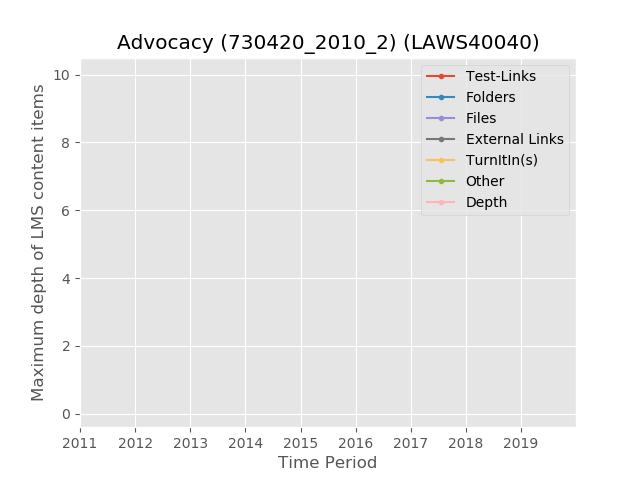 Advocacy (730420_2010_2) (LAWS40040)
Maximum depth of LMS content items
10
8
6
4
2
0
Test-Links
Folders
Files
External Links
TurnItIn(s)
Other
Depth
2011 2012 2013 2014 2015 2016 2017 2018 2019
Time Period